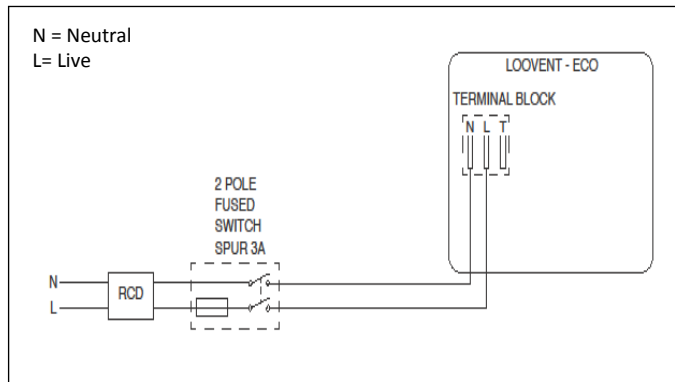 N = Neutral
L= Live
LOOVENT - ECO
TERMINAL BLOCK
N L T
2 POLE
FUSED
SWITCH
SPUR 3A
N
RCD
L